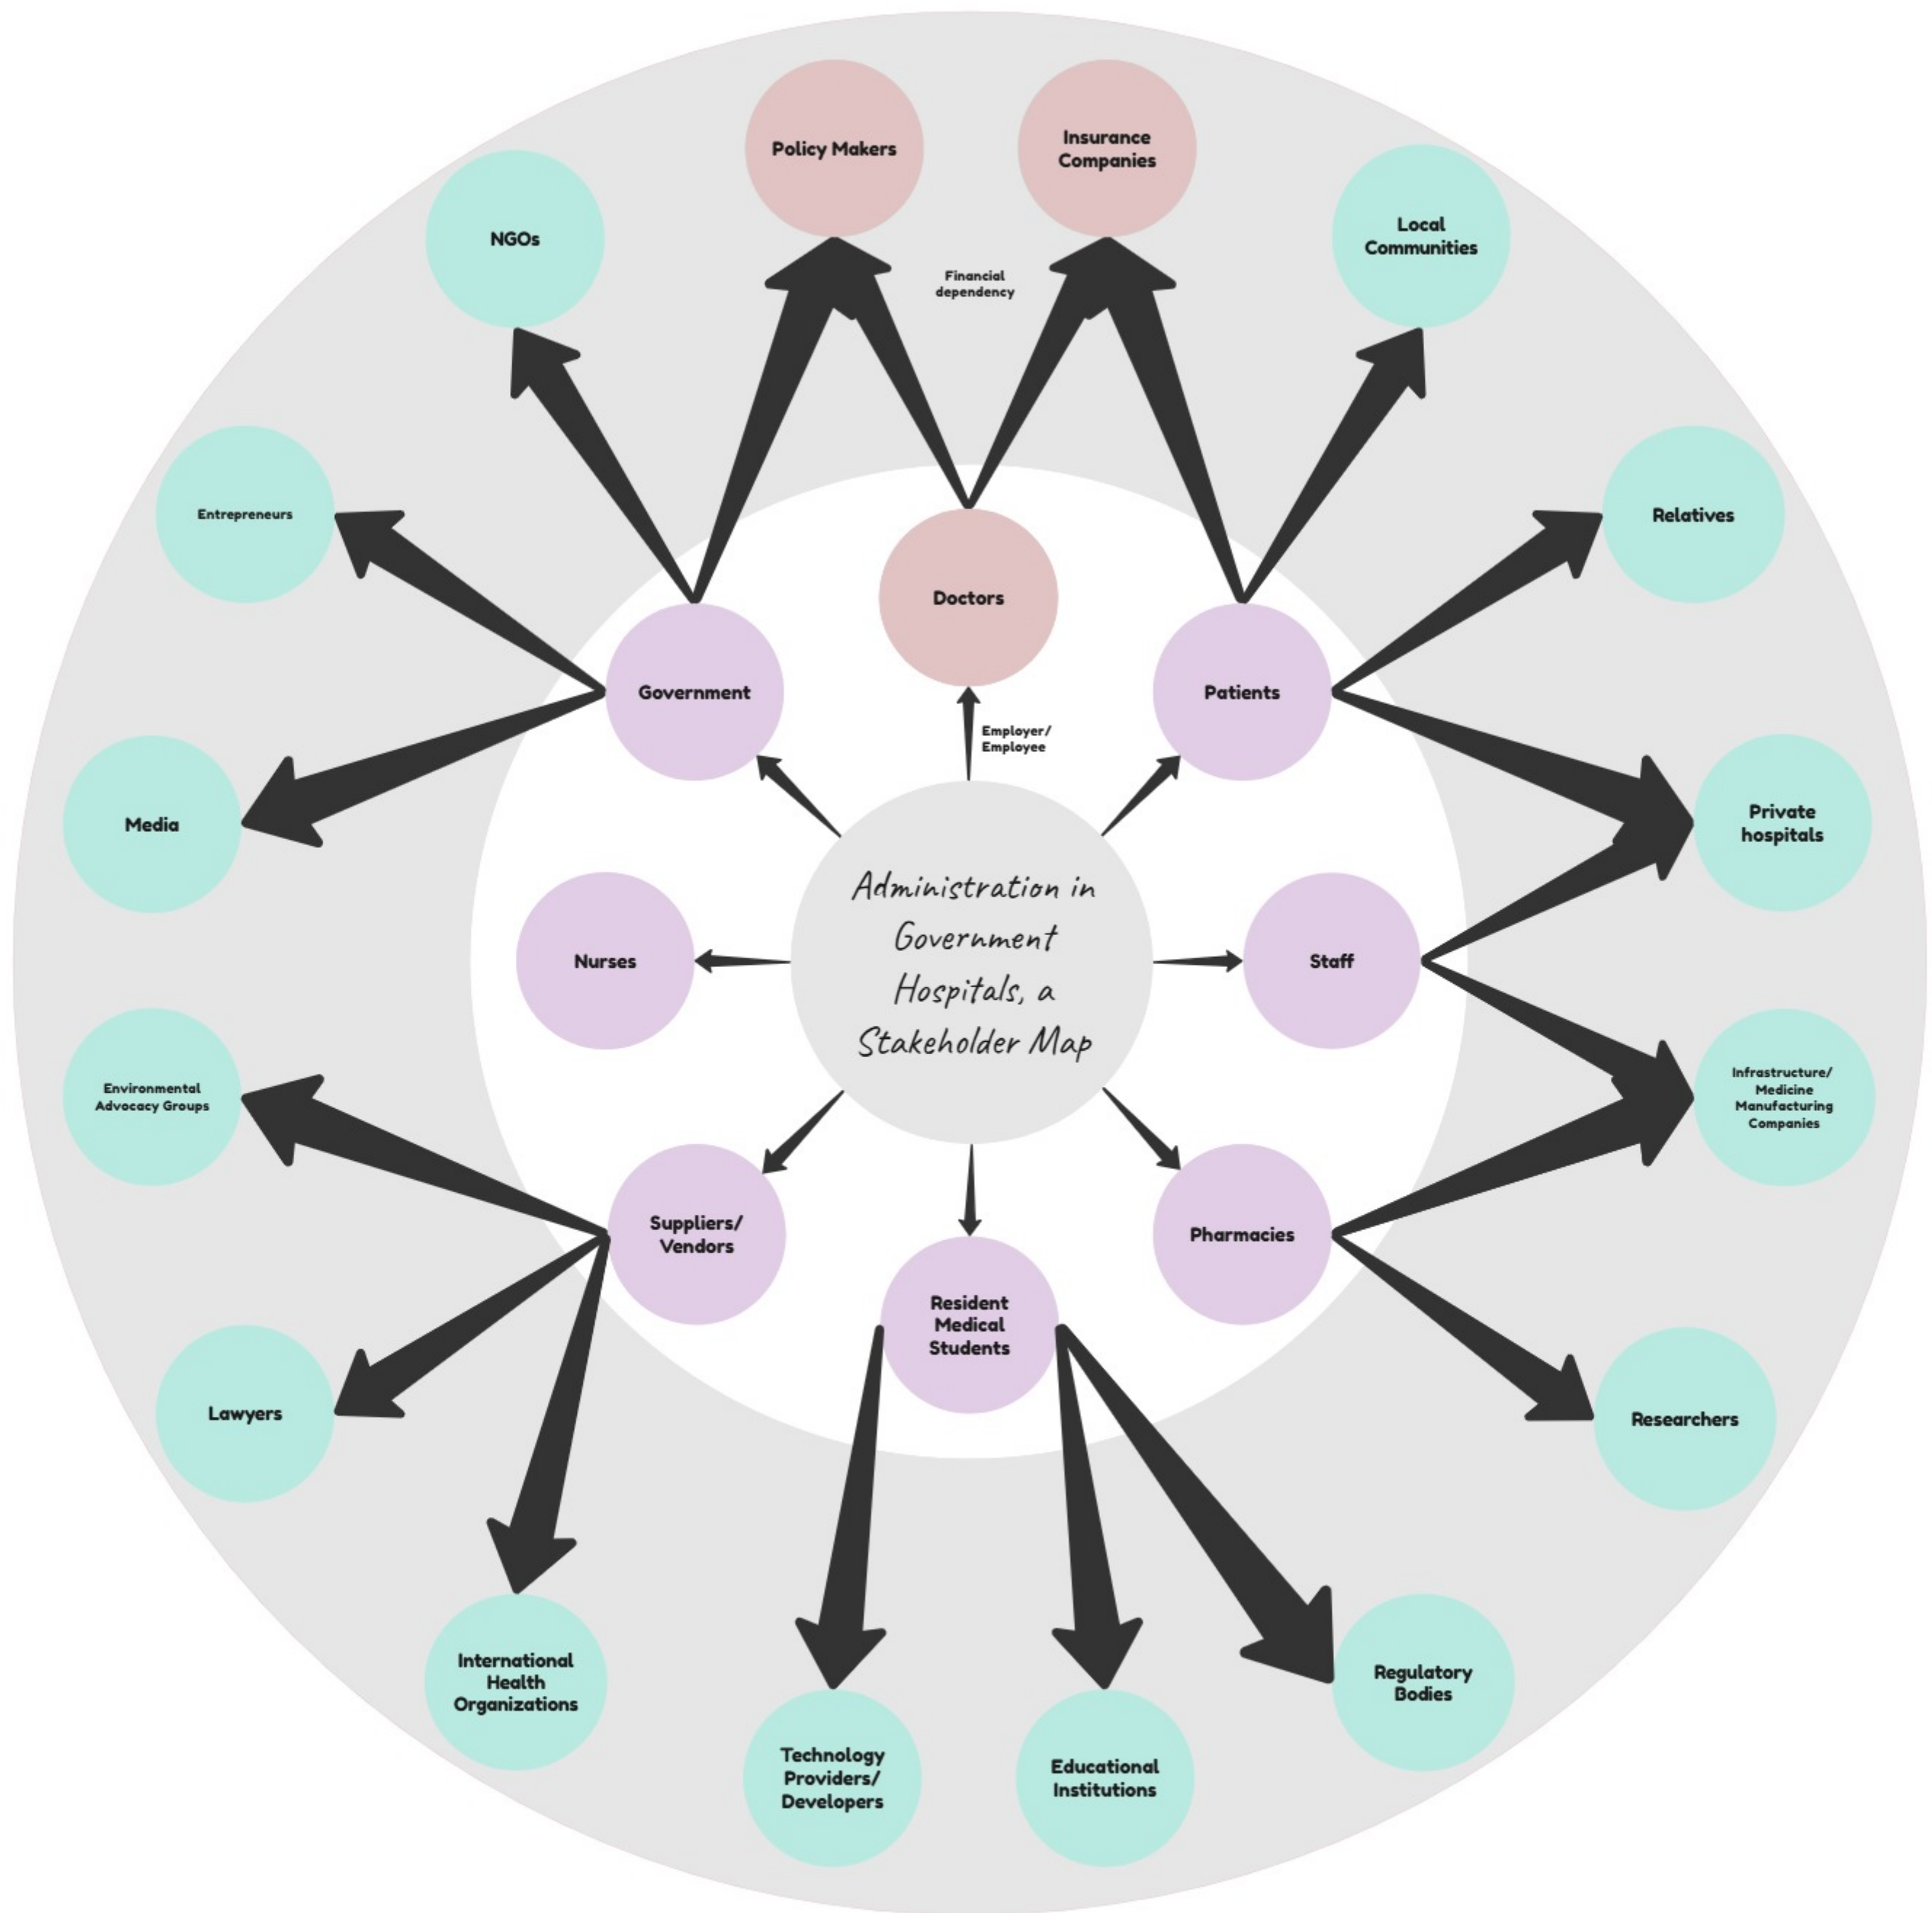 Policy Makers
Insurance
Companies
NGOs
Local
Communities
Financial
dependency
Entrepreneurs
Relatives
Doctors
Government
Patients
Employer/
Employee
Media
Private
hospitals
Administration in
Government
Hospitals, a
Stakeholder Map
Nurses
Staff
Environmental
Advocacy Groups
Infrastructure/
Medicine
Manufacturing
Companies
Suppliers/
Vendors
Pharmacies
Resident
Medical
Students
Lawyers
Researchers
International
Health
Organizations
Regulatory
Bodies
Technology
Providers/
Developers
Educational
Institutions